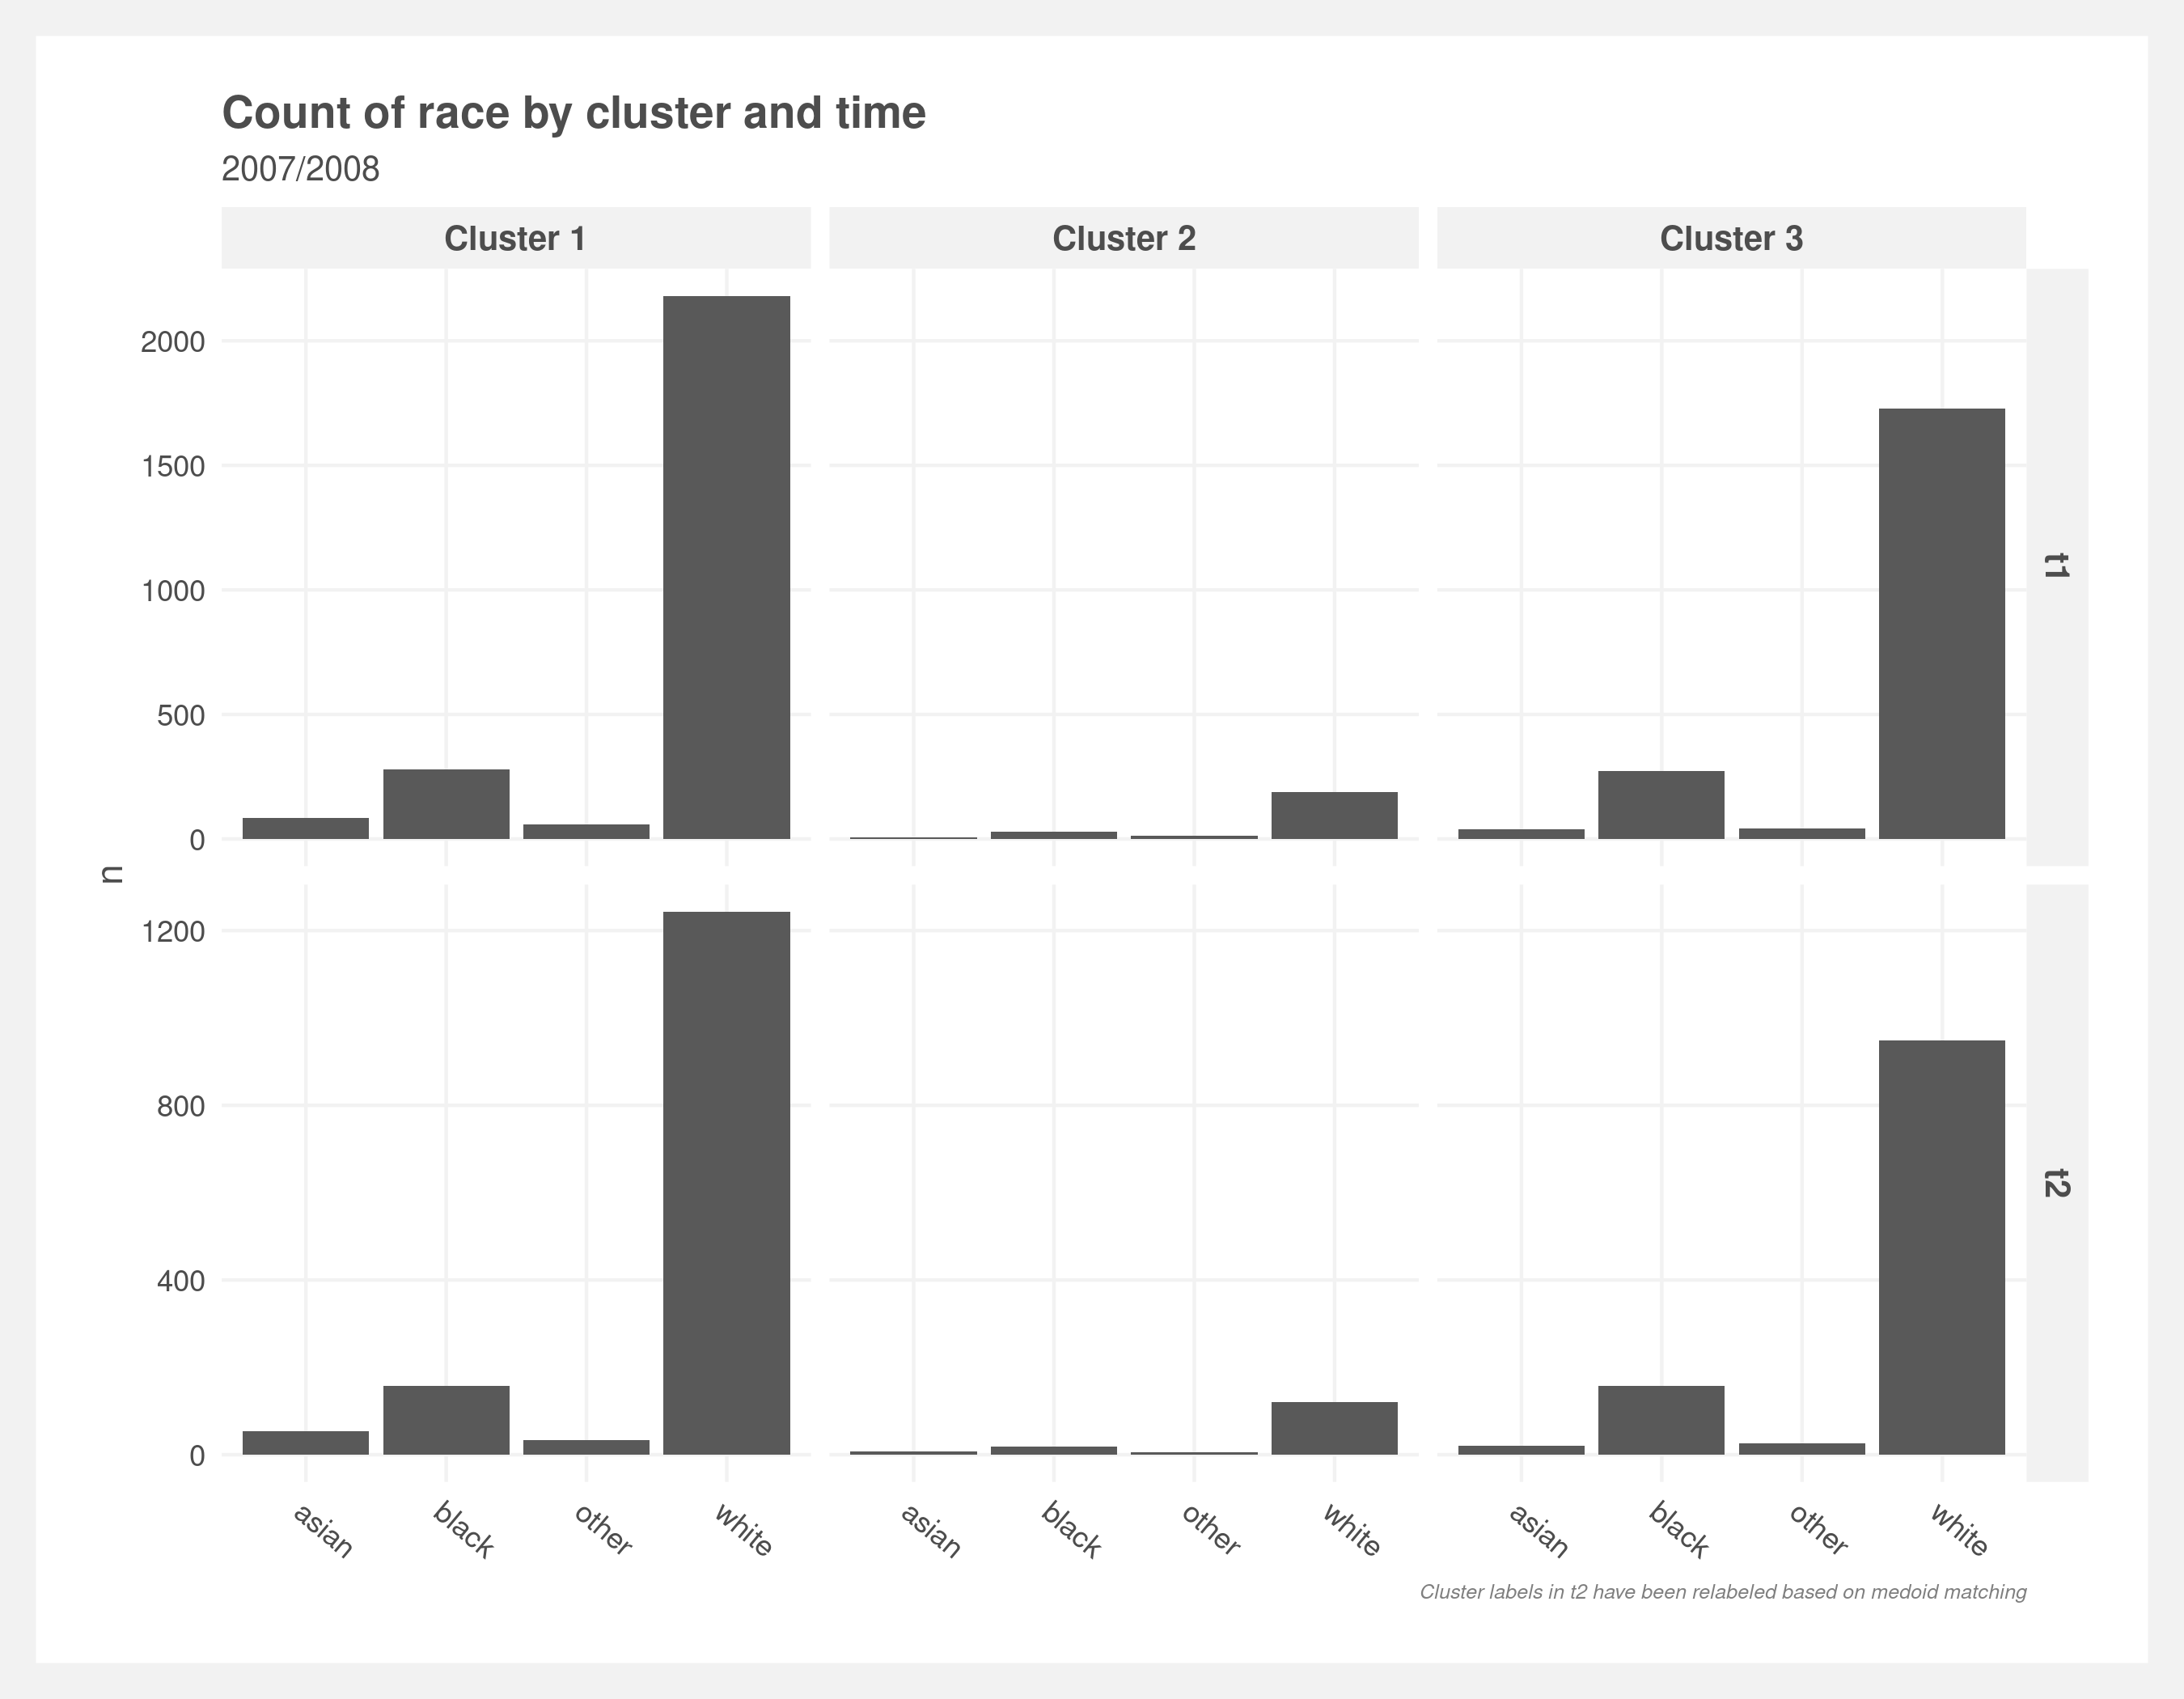 Count of race by cluster and time
2007/2008
Cluster 1 Cluster 2 Cluster 3
2000
1500
1000
500
0
t1
n
1200
800
400
0
t2
asian black other white asian black other white asian black other white
Cluster labels in t2 have been relabeled based on medoid matching